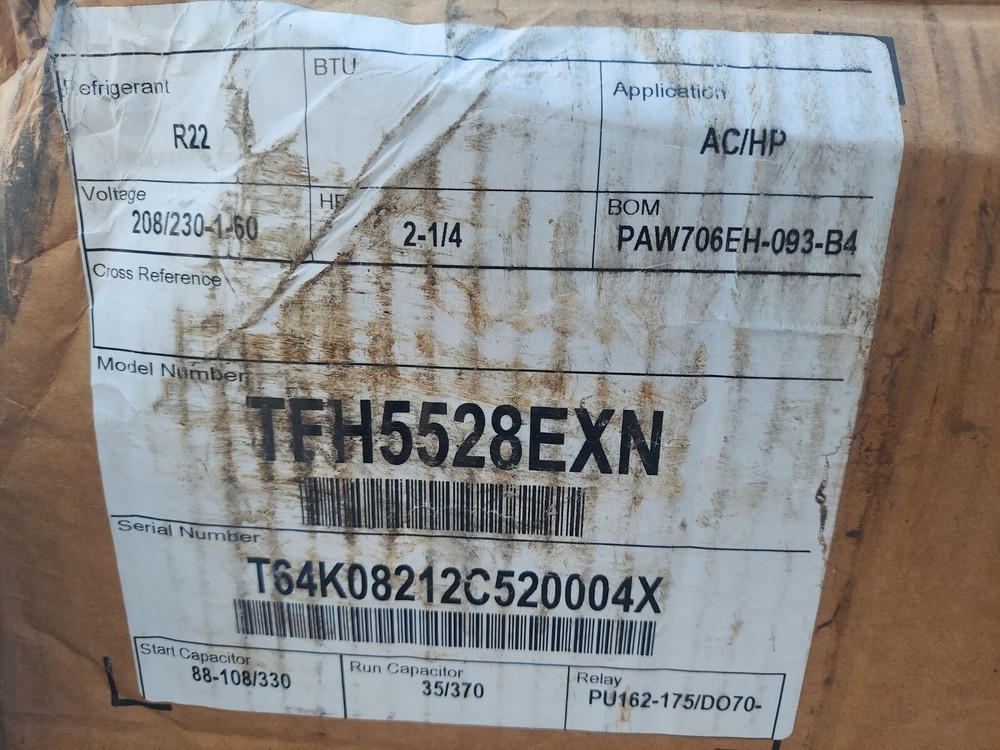 Refrigerant BTU Application
R22 AC/HP
Voltage HP BOM
208/230-1-60 2-1/4 PAW706EH-093-B4
Cross Reference
Model Number
TFH5528EXN
Serial Number
T64K08212C520004X
Start Capacitor Run Capacitor Relay
88-108/330 35/370 PU162-175/DO70-